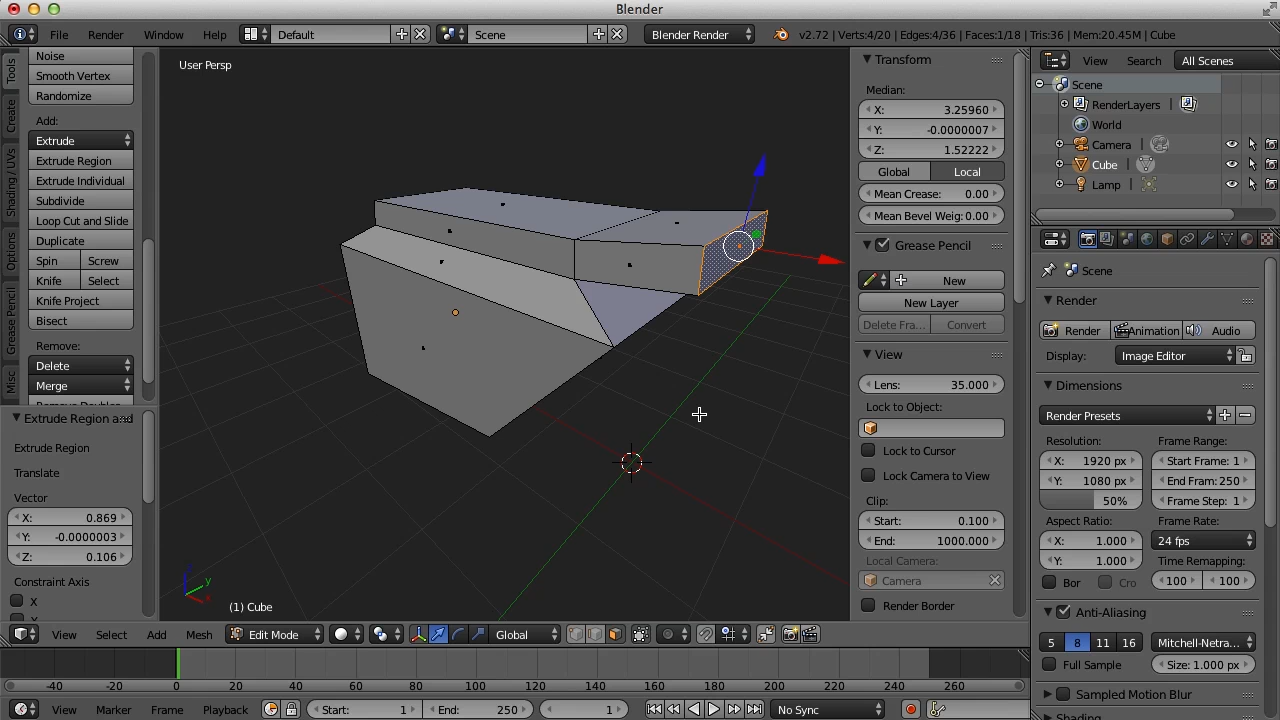 Blender
File Render Window Help Default Scene Blender Render v2.72 | Verts:4/20 | Edges:4/36 | Faces:1/18 | Tris:36 | Mem:20.45M | Cube
Tools
Create
Shading / UVs
Options
Grease Pencil
Misc
Noise
Smooth Vertex
Randomize
Add:
Extrude
Extrude Region
Extrude Individual
Subdivide
Loop Cut and Slide
Duplicate
Spin Screw
Knife Select
Knife Project
Bisect
Remove:
Delete
Merge
Extrude Region and
Extrude Region
Translate
Vector
X: 0.869
Y: -0.0000003
Z: 0.106
Constraint Axis
X
User Persp
z
y
x
(1) Cube
Transform
Median:
X: 3.25960
Y: -0.0000007
Z: 1.52222
Global Local
Mean Crease: 0.00
Mean Bevel Weig: 0.00
Grease Pencil
New
New Layer
Delete Fra... Convert
View
Lens: 35.000
Lock to Object:
Lock to Cursor
Lock Camera to View
Clip:
Start: 0.100
End: 1000.000
Local Camera:
Camera
Render Border
View Search All Scenes
Scene
RenderLayers
World
Camera
Cube
Lamp
Scene
Render
Render Animation Audio
Display: Image Editor
Dimensions
Render Presets
Resolution: Frame Range:
X: 1920 px Start Frame: 1
Y: 1080 px End Fram: 250
50% Frame Step: 1
Aspect Ratio: Frame Rate:
X: 1.000 24 fps
Y: 1.000 Time Remapping:
Bor Cro 100 100
Anti-Aliasing
5 8 11 16 Mitchell-Netra...
Full Sample Size: 1.000 px
Sampled Motion Blur
Shading
View Select Add Mesh Edit Mode Global
-40 -20 0 20 40 60 80 100 120 140 160 180 200 220 240 260
View Marker Frame Playback Start: 1 End: 250 1 No Sync